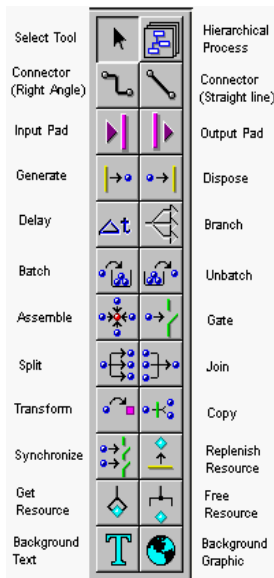 Select Tool
Hierarchical
Process
Connector
(Right Angle)
Connector
(Straight line)
Input Pad
Output Pad
Generate
Dispose
Delay
Δt
Branch
Batch
Unbatch
Assemble
Gate
Split
Join
Transform
Copy
Synchronize
Replenish
Resource
Get
Resource
Free
Resource
Background
Text
T
Background
Graphic